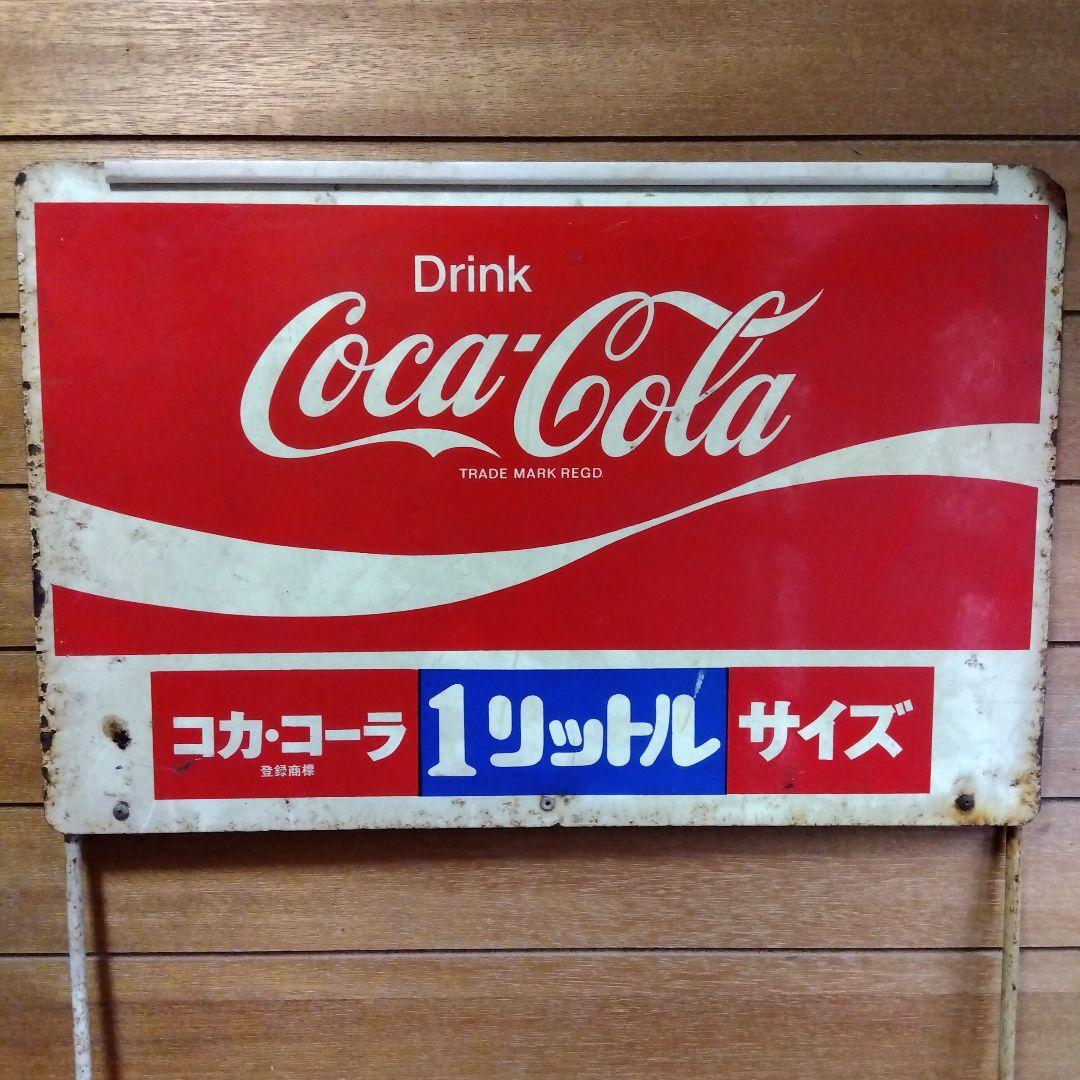 Drink
Coca-Cola
TRADE MARK REGD.
コカ・コーラ 1リットル サイズ
登録商標